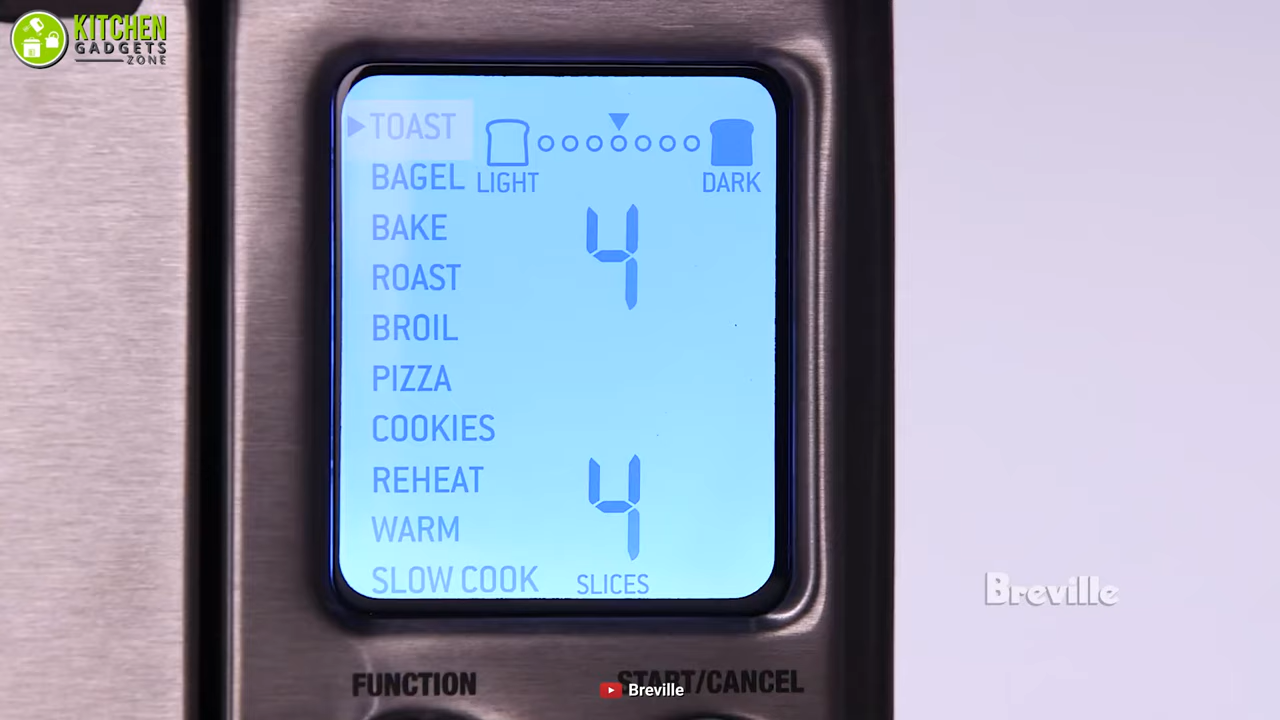 KITCHEN
GADGETS
ZONE
TOAST
BAGEL
BAKE
ROAST
BROIL
PIZZA
COOKIES
REHEAT
WARM
SLOW COOK
LIGHT
DARK
4
4
SLICES
FUNCTION
START/CANCEL
Breville
Breville